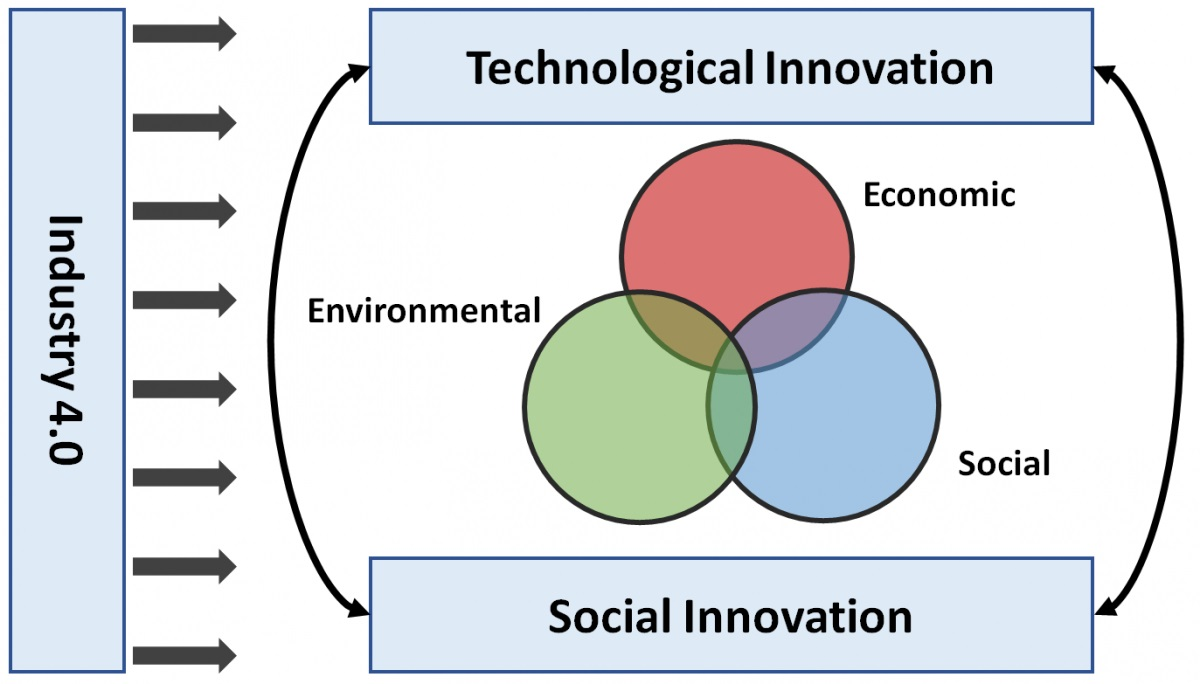 Industry 4.0
Technological Innovation
Economic
Environmental
Social
Social Innovation